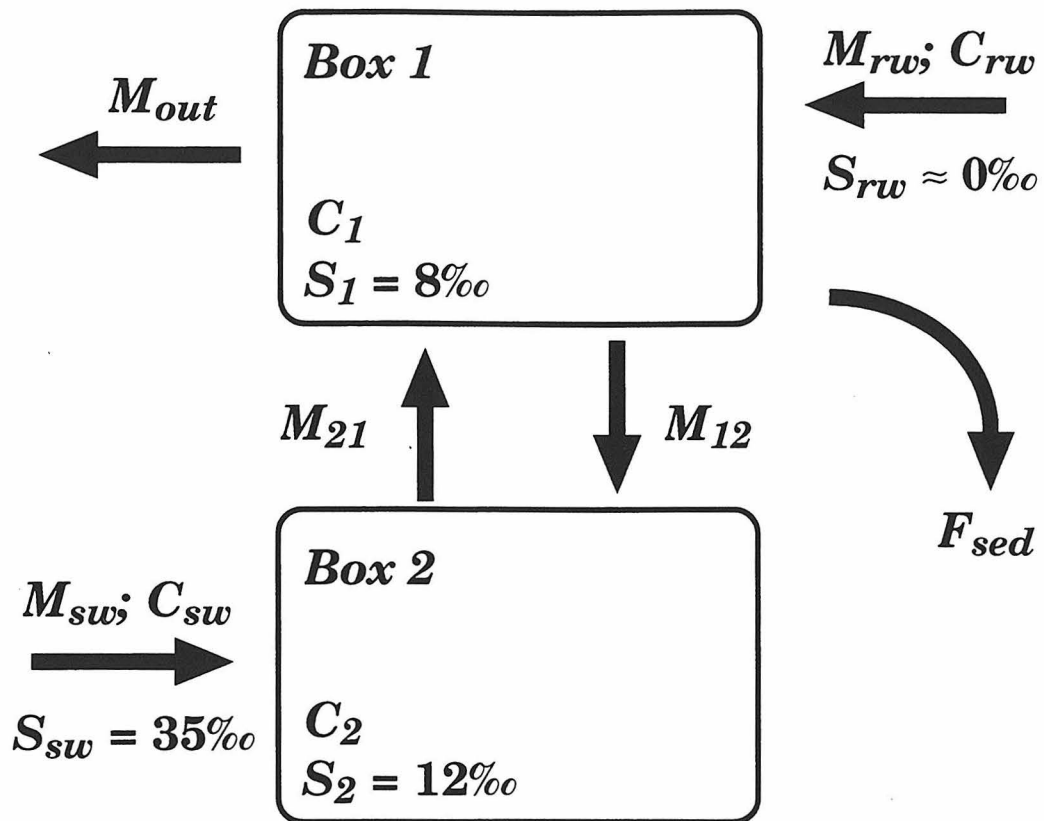 Box 1
M_rw; C_rw
M_out
S_rw ≈ 0‰
C_1
S_1 = 8‰
M_21
M_12
F_sed
Box 2
M_sw; C_sw
S_sw = 35‰
C_2
S_2 = 12‰